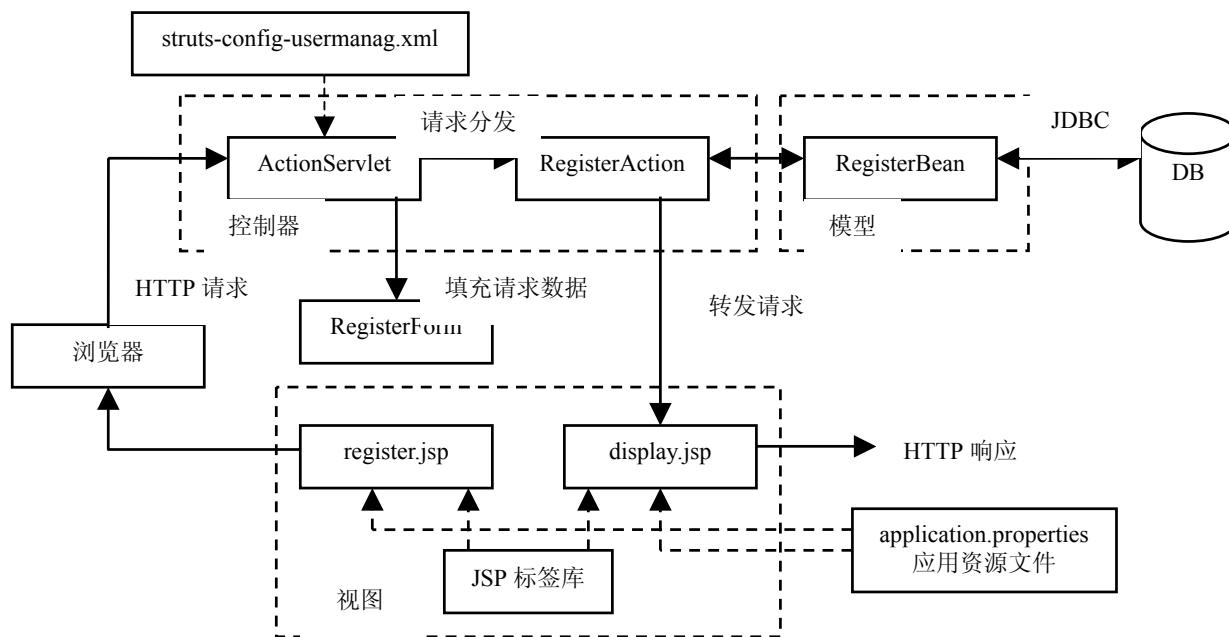 struts-config-usermanag.xml
请求分发
JDBC
ActionServlet
RegisterAction
RegisterBean
DB
控制器
模型
HTTP 请求
填充请求数据
转发请求
RegisterForm
浏览器
register.jsp
display.jsp
HTTP 响应
application.properties
应用资源文件
JSP 标签库
视图